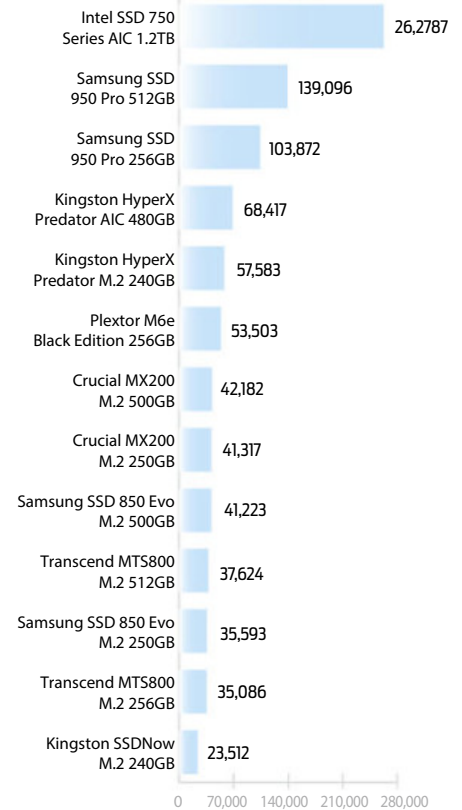 Intel SSD 750
Series AIC 1.2TB
26,2787
Samsung SSD
950 Pro 512GB
139,096
Samsung SSD
950 Pro 256GB
103,872
Kingston HyperX
Predator AIC 480GB
68,417
Kingston HyperX
Predator M.2 240GB
57,583
Plextor M6e
Black Edition 256GB
53,503
Crucial MX200
M.2 500GB
42,182
Crucial MX200
M.2 250GB
41,317
Samsung SSD 850 Evo
M.2 500GB
41,223
Transcend MTS800
M.2 512GB
37,624
Samsung SSD 850 Evo
M.2 250GB
35,593
Transcend MTS800
M.2 256GB
35,086
Kingston SSDNow
M.2 240GB
23,512
0 70,000 140,000 210,000 280,000